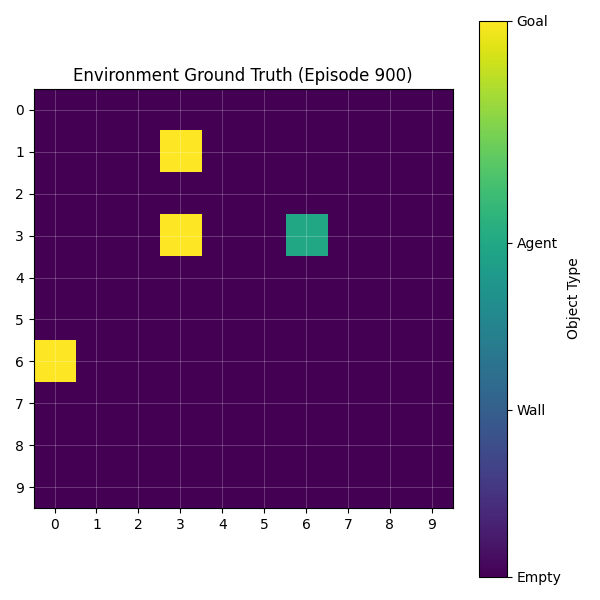 Environment Ground Truth (Episode 900)
0
1
2
3
4
5
6
7
8
9
0 1 2 3 4 5 6 7 8 9
Goal
Agent
Wall
Empty
Object Type